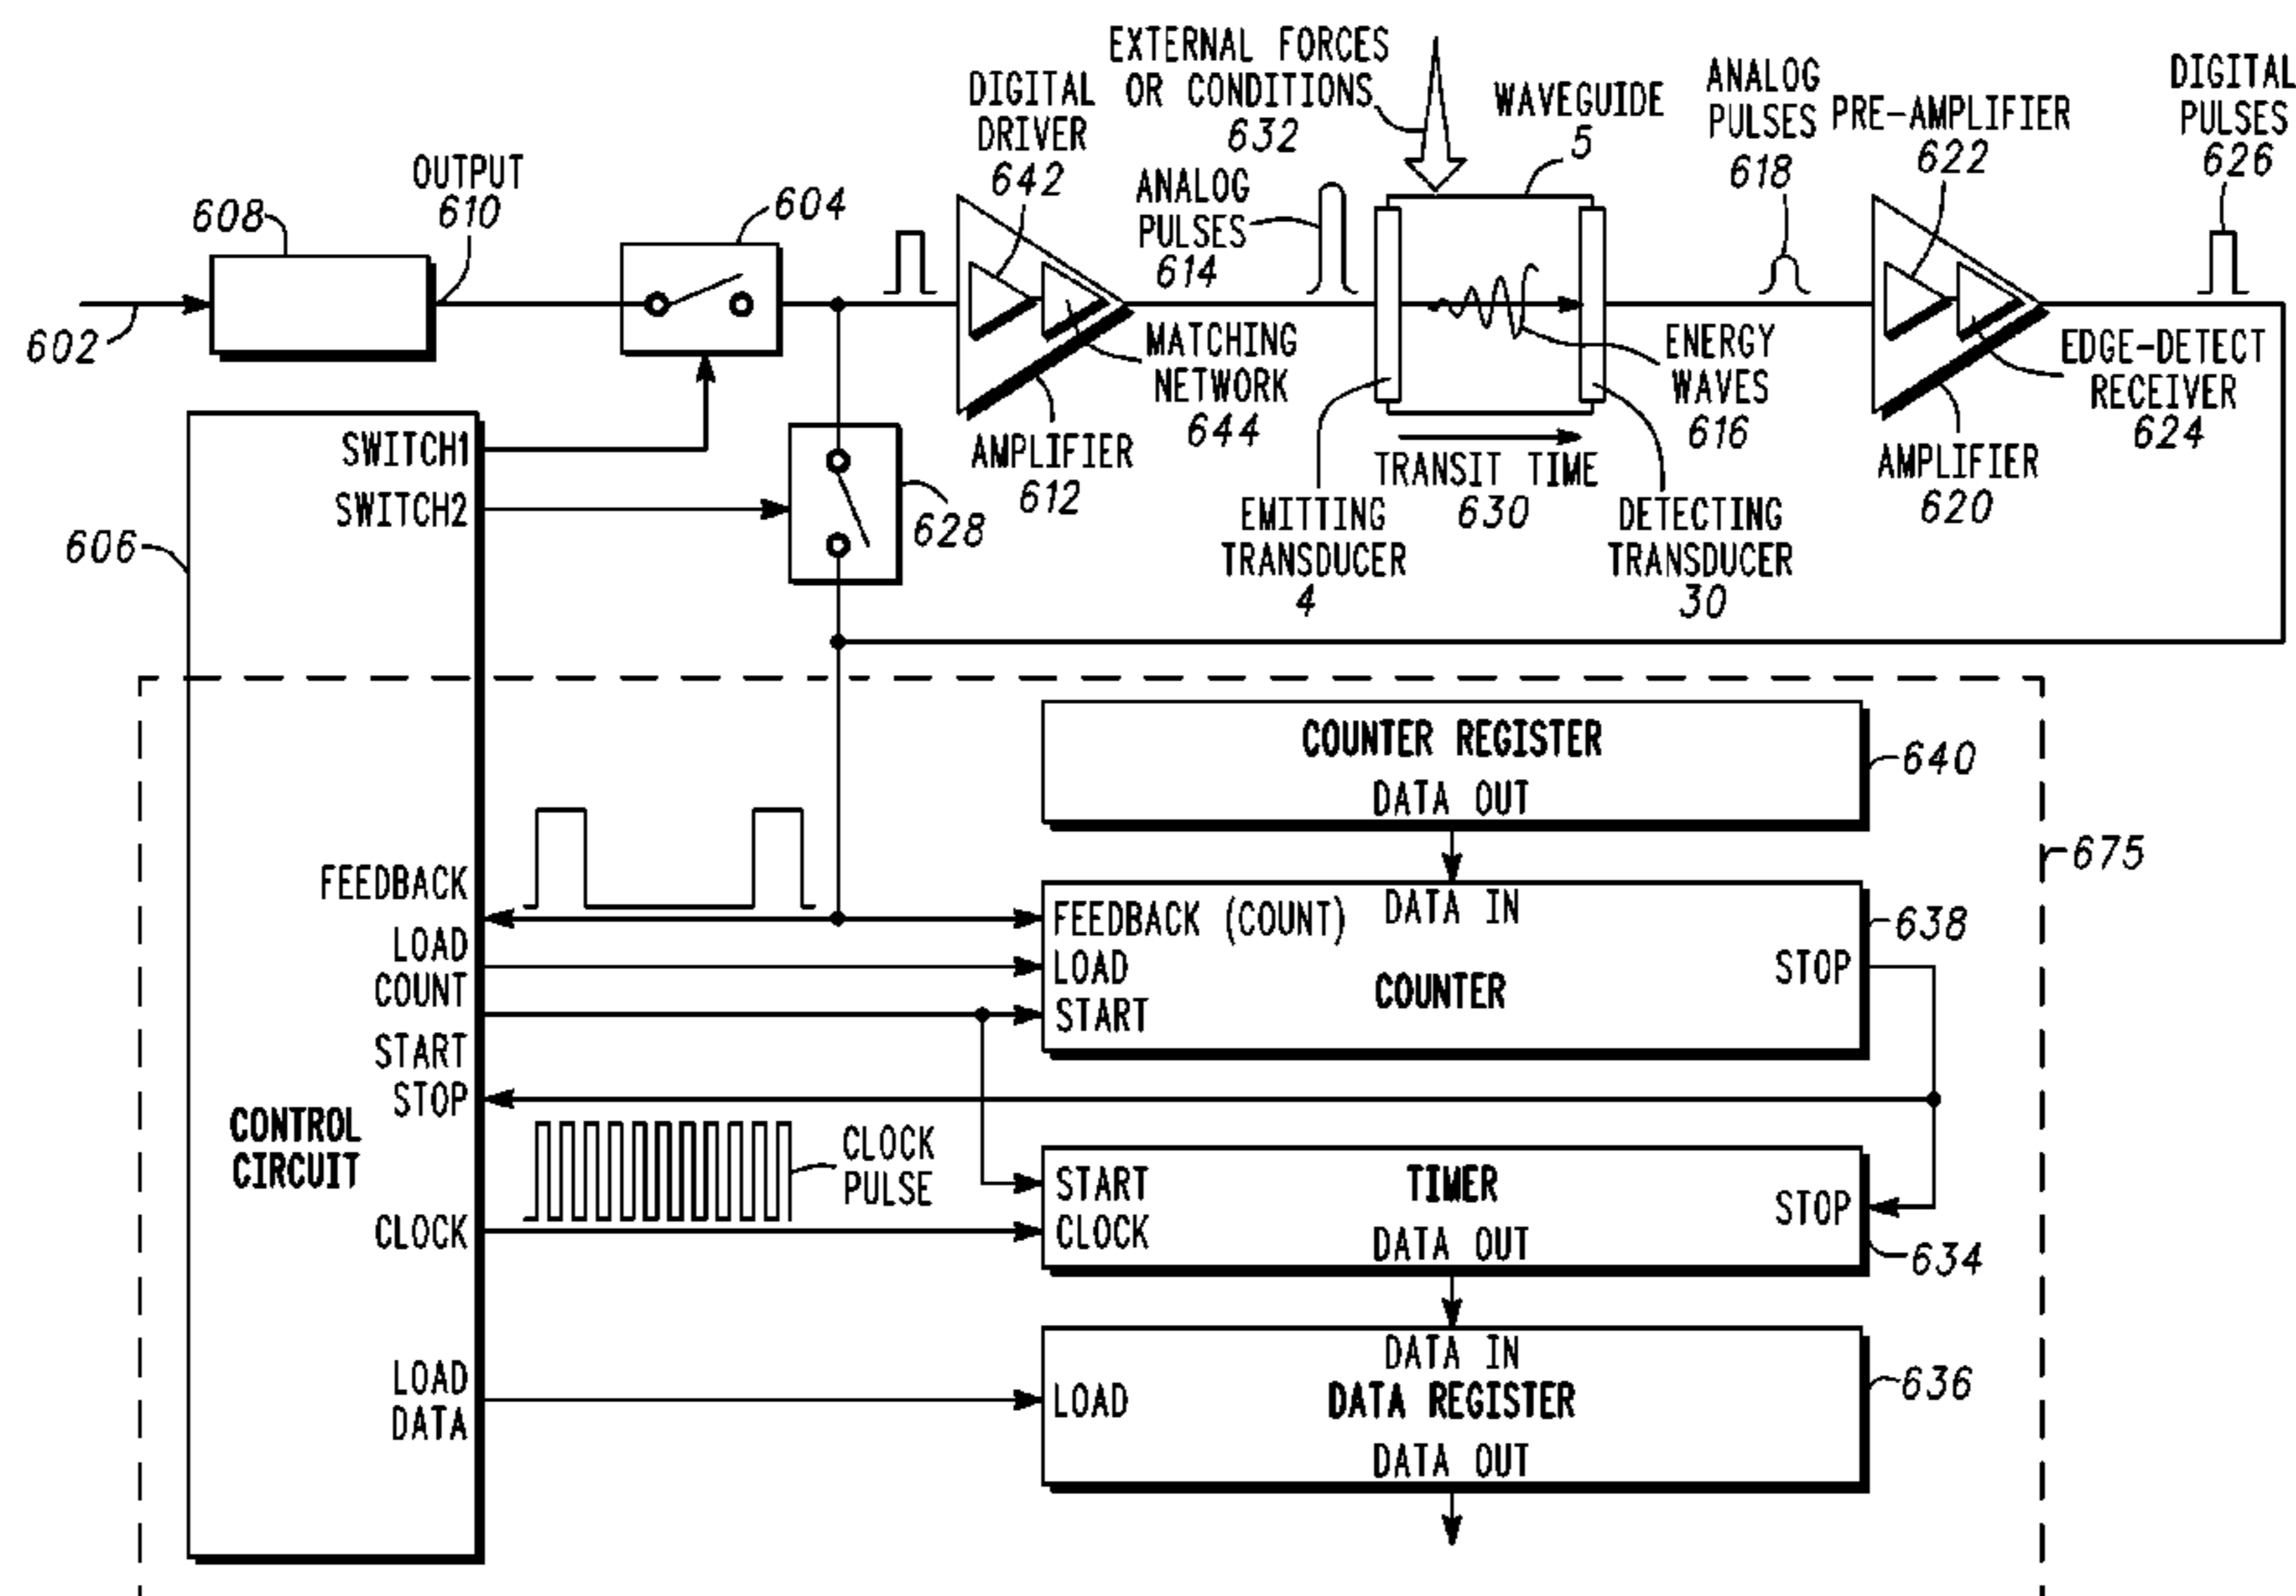 EXTERNAL FORCES
OR CONDITIONS
632
DIGITAL
DRIVER
642
WAVEGUIDE
5
ANALOG
PULSES
618
PRE-AMPLIFIER
622
DIGITAL
PULSES
626
OUTPUT
610
608
604
ANALOG
PULSES
614
602
MATCHING
NETWORK
644
ENERGY
WAVES
616
EDGE-DETECT
RECEIVER
624
AMPLIFIER
612
TRANSIT TIME
630
AMPLIFIER
620
EMITTING
TRANSDUCER
4
DETECTING
TRANSDUCER
30
SWITCH1
SWITCH2
628
606
COUNTER REGISTER
DATA OUT
640
675
FEEDBACK
LOAD
COUNT
START
STOP
FEEDBACK (COUNT)
DATA IN
LOAD
COUNTER
START
STOP
638
CONTROL
CIRCUIT
CLOCK
PULSE
CLOCK
START
TIMER
CLOCK
DATA OUT
STOP
634
LOAD
DATA
DATA IN
LOAD
DATA REGISTER
DATA OUT
636